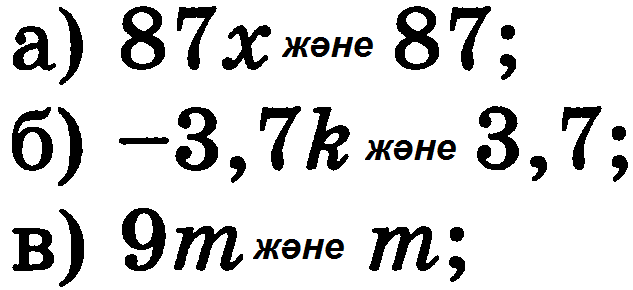 а) 87x және 87;
б) −3,7k және 3,7;
в) 9m және m;